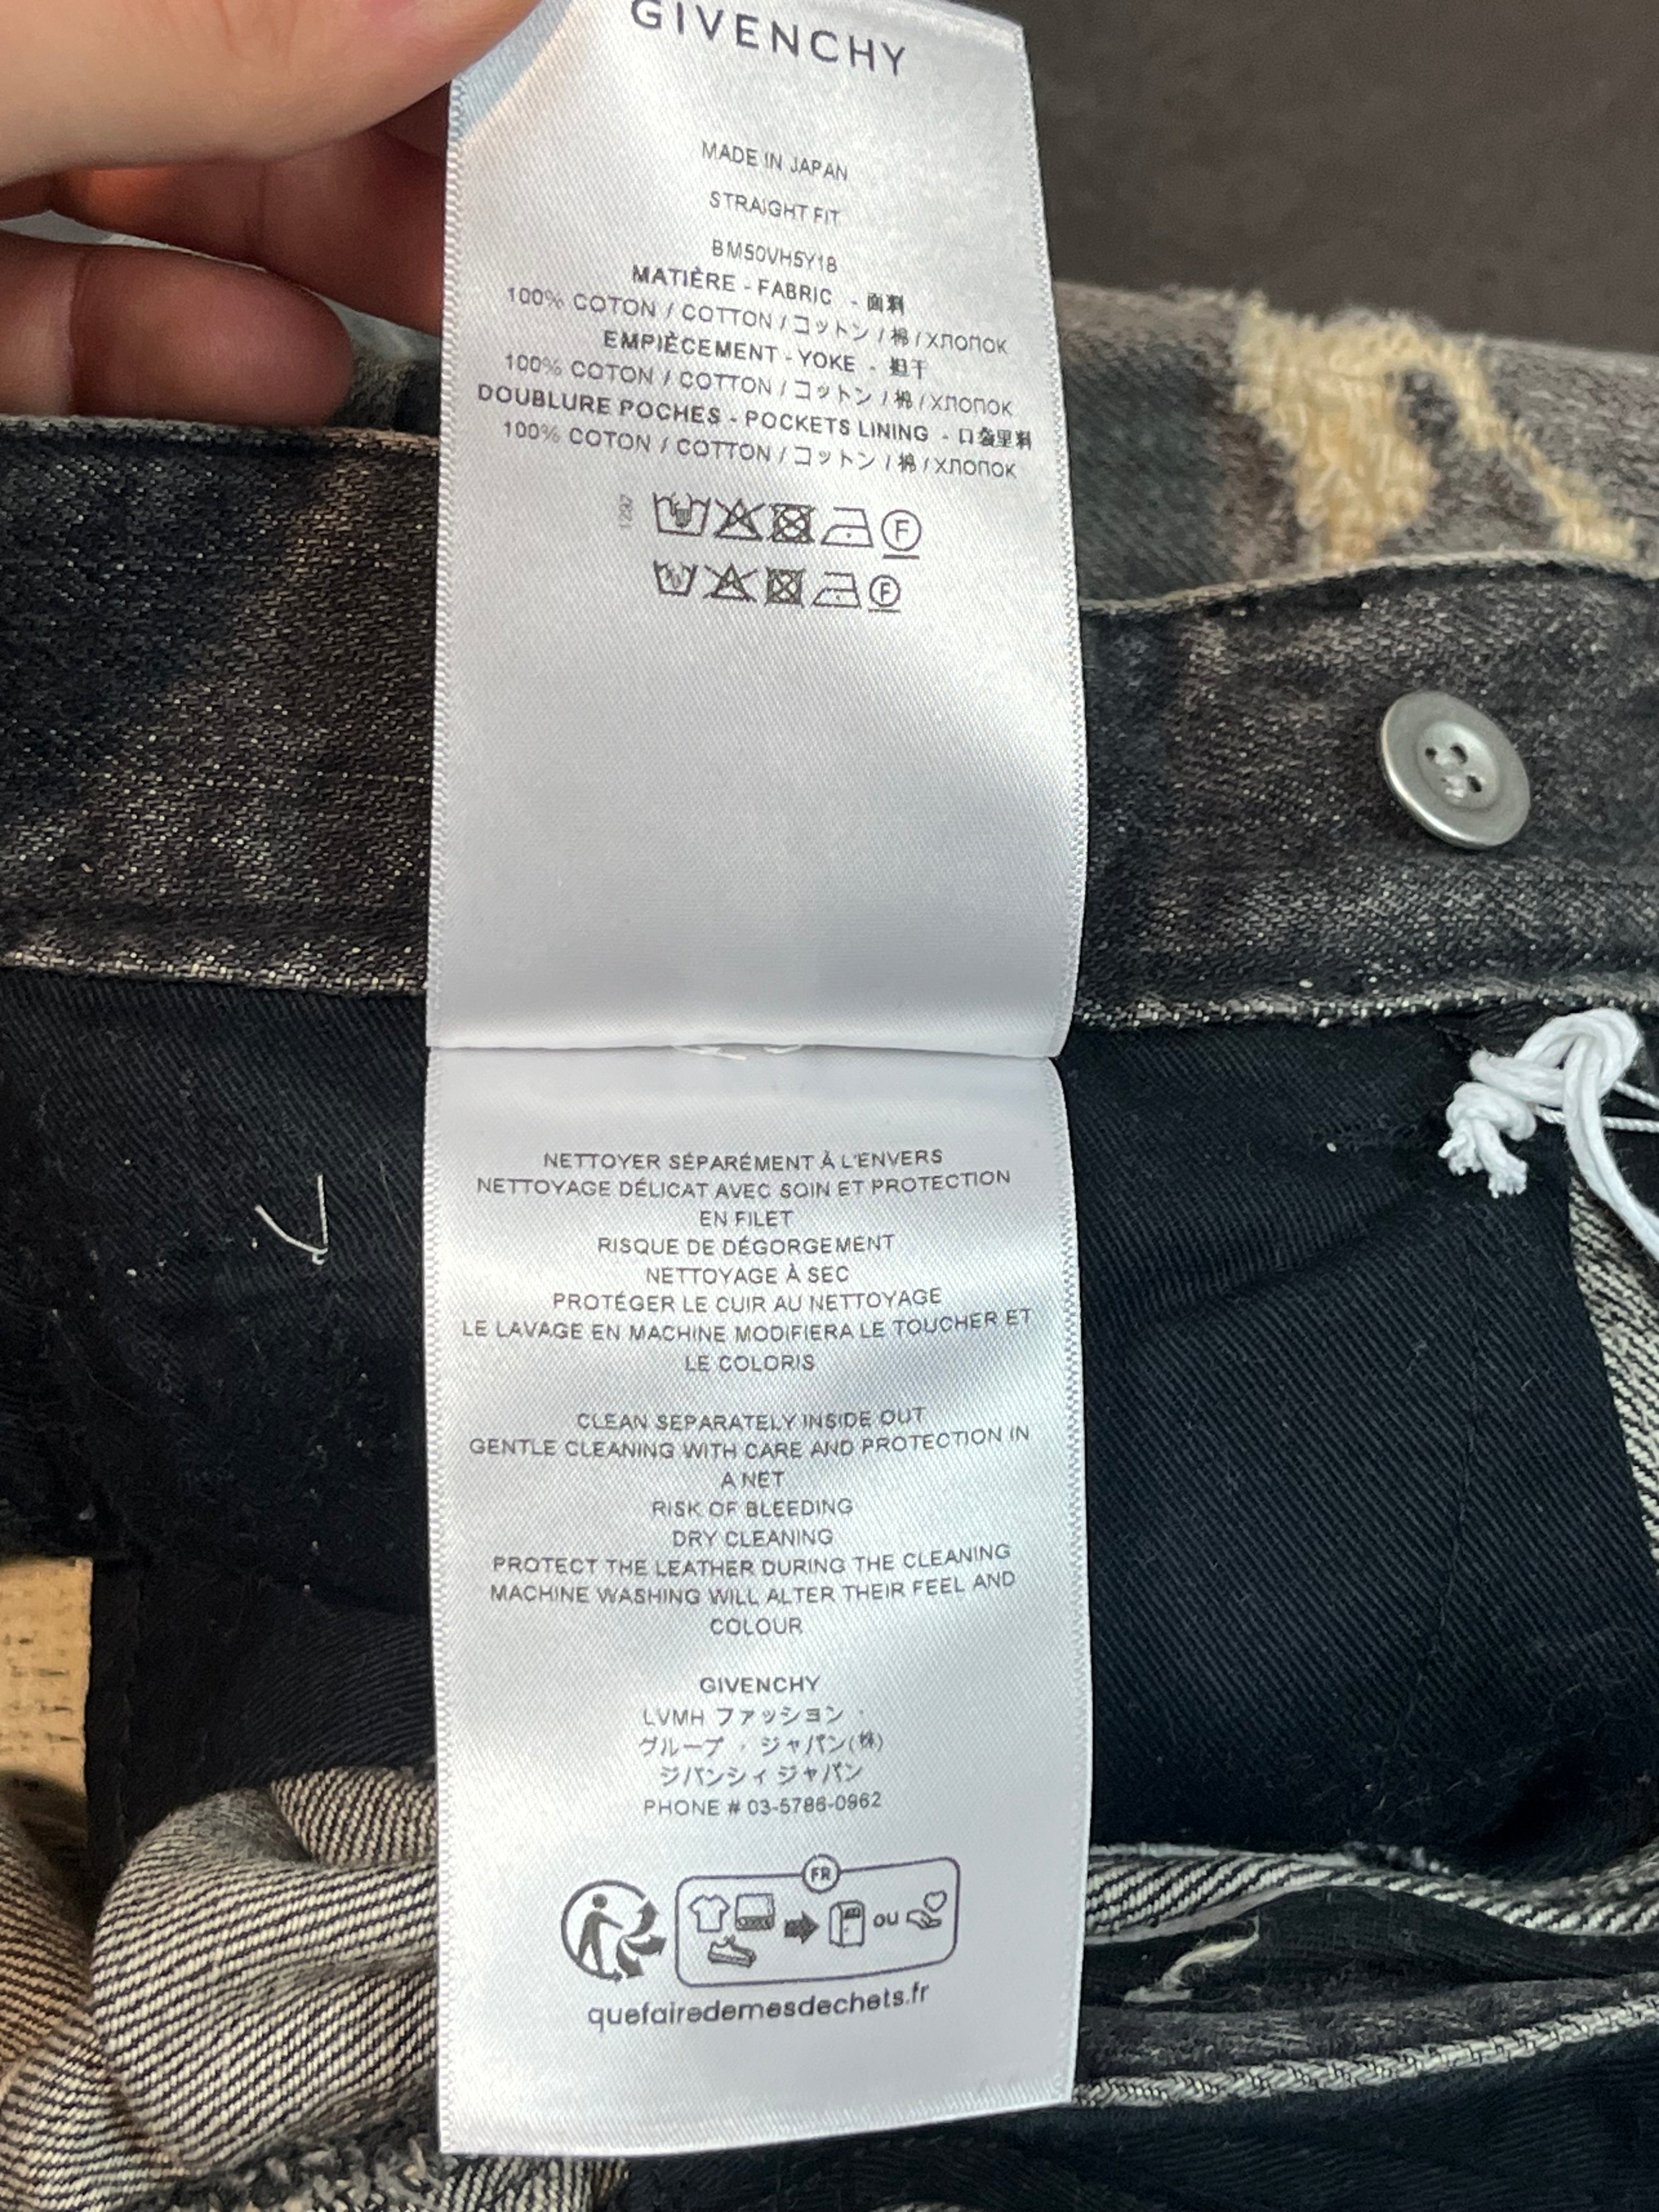 GIVENCHY
MADE IN JAPAN
STRAIGHT FIT
BM50VH5Y18
MATIÈRE - FABRIC - 面料
100% COTON / COTTON / コットン / 棉 / ХЛОПОК
EMPIÈCEMENT - YOKE - 担干
100% COTON / COTTON / コットン / 棉 / ХЛОПОК
DOUBLURE POCHES - POCKETS LINING - 口袋里料
100% COTON / COTTON / コットン / 棉 / ХЛОПОК
1297
F
F
NETTOYER SÉPARÉMENT À L'ENVERS
NETTOYAGE DÉLICAT AVEC SOIN ET PROTECTION
EN FILET
RISQUE DE DÉGORGEMENT
NETTOYAGE À SEC
PROTÉGER LE CUIR AU NETTOYAGE
LE LAVAGE EN MACHINE MODIFIERA LE TOUCHER ET
LE COLORIS
CLEAN SEPARATELY INSIDE OUT
GENTLE CLEANING WITH CARE AND PROTECTION IN
A NET
RISK OF BLEEDING
DRY CLEANING
PROTECT THE LEATHER DURING THE CLEANING
MACHINE WASHING WILL ALTER THEIR FEEL AND
COLOUR
GIVENCHY
LVMH ファッション ・
グループ ・ ジャパン(株)
ジバンシィ ジャパン
PHONE # 03-5786-0962
FR
ou
quefairedemesdechets.fr